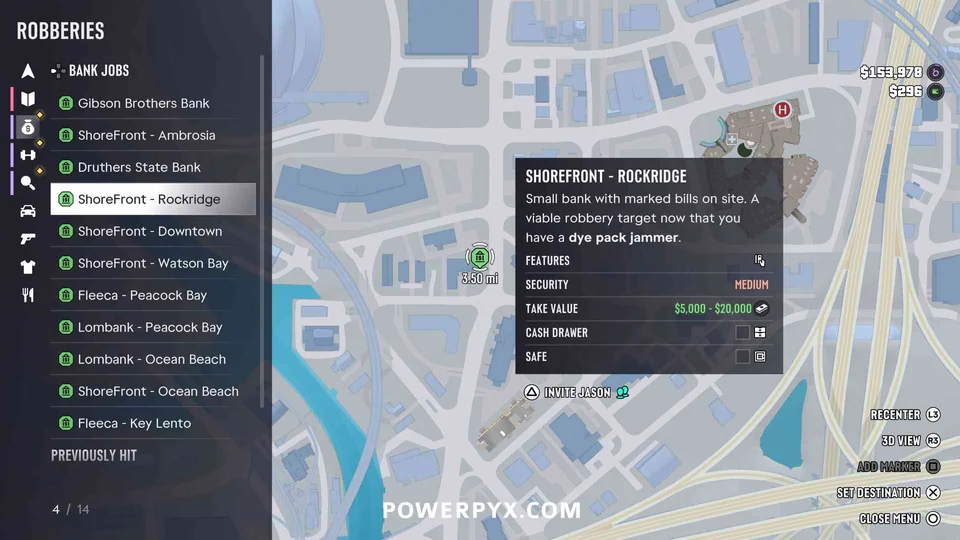 ROBBERIES
BANK JOBS
Gibson Brothers Bank
ShoreFront - Ambrosia
Druthers State Bank
ShoreFront - Rockridge
ShoreFront - Downtown
ShoreFront - Watson Bay
Fleeca - Peacock Bay
Lombank - Peacock Bay
Lombank - Ocean Beach
ShoreFront - Ocean Beach
Fleeca - Key Lento
PREVIOUSLY HIT
4 / 14
$153,978
$296
H
3.50 mi
SHOREFRONT - ROCKRIDGE
Small bank with marked bills on site. A
viable robbery target now that you
have a dye pack jammer.
FEATURES
SECURITY MEDIUM
TAKE VALUE $5,000 - $20,000
CASH DRAWER
SAFE
INVITE JASON
RECENTER L3
3D VIEW R3
ADD MARKER
SET DESTINATION
CLOSE MENU
POWERPYX.COM